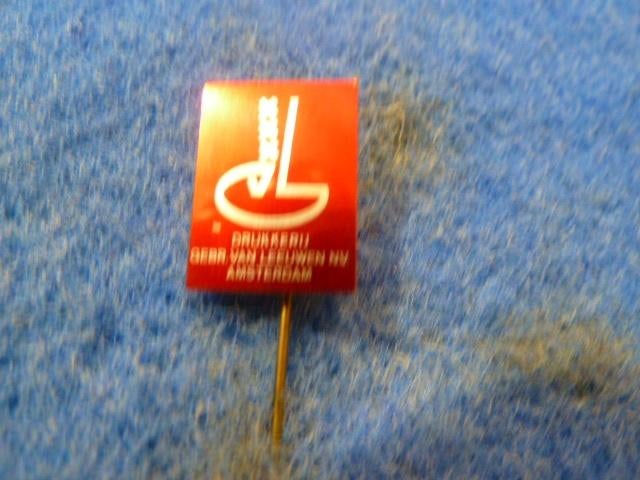 DRUKKERIJ
GEBR. VAN LEEUWEN NV
AMSTERDAM